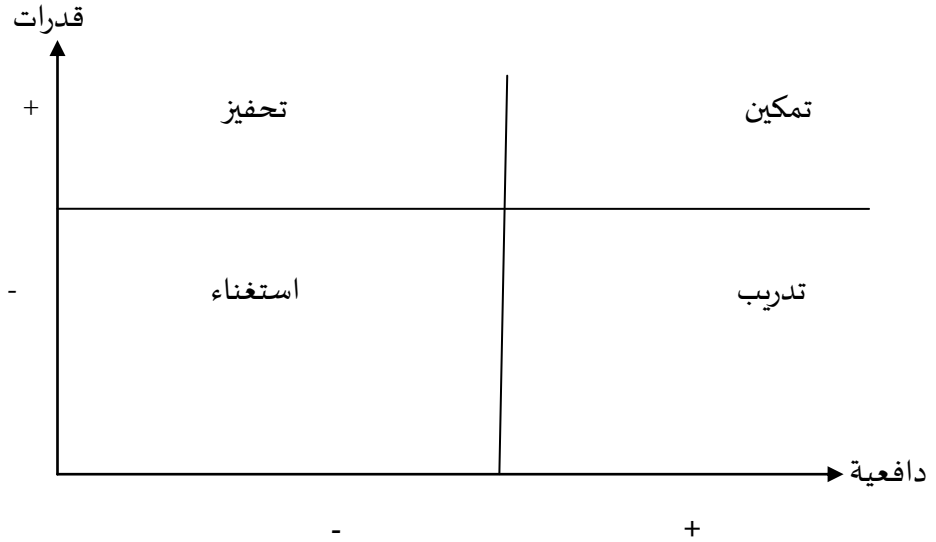 قدرات
+ تحفيز تمكين
- استغناء تدريب
دافعية
- +